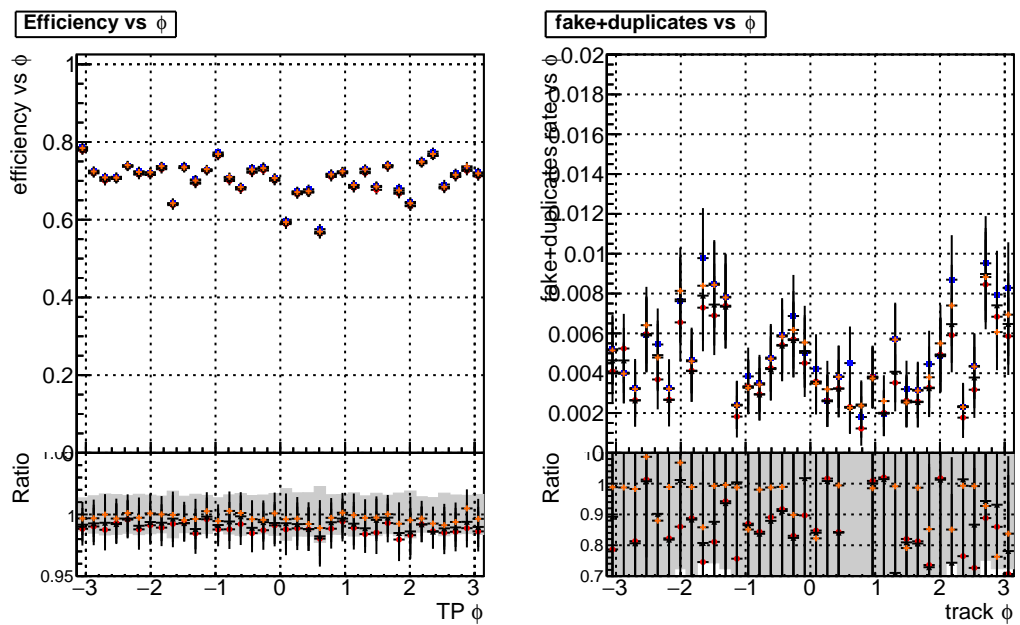 Efficiency vs ϕ
efficiency vs ϕ
1
0.8
0.6
0.4
0.2
0
Ratio
1
0.95
−3 −2 −1 0 1 2 3
TP ϕ
fake+duplicates vs ϕ
fake+duplicates rate vs ϕ
0.02
0.018
0.016
0.014
0.012
0.01
0.008
0.006
0.004
0.002
Ratio
1
0.9
0.8
0.7
−3 −2 −1 0 1 2 3
track ϕ